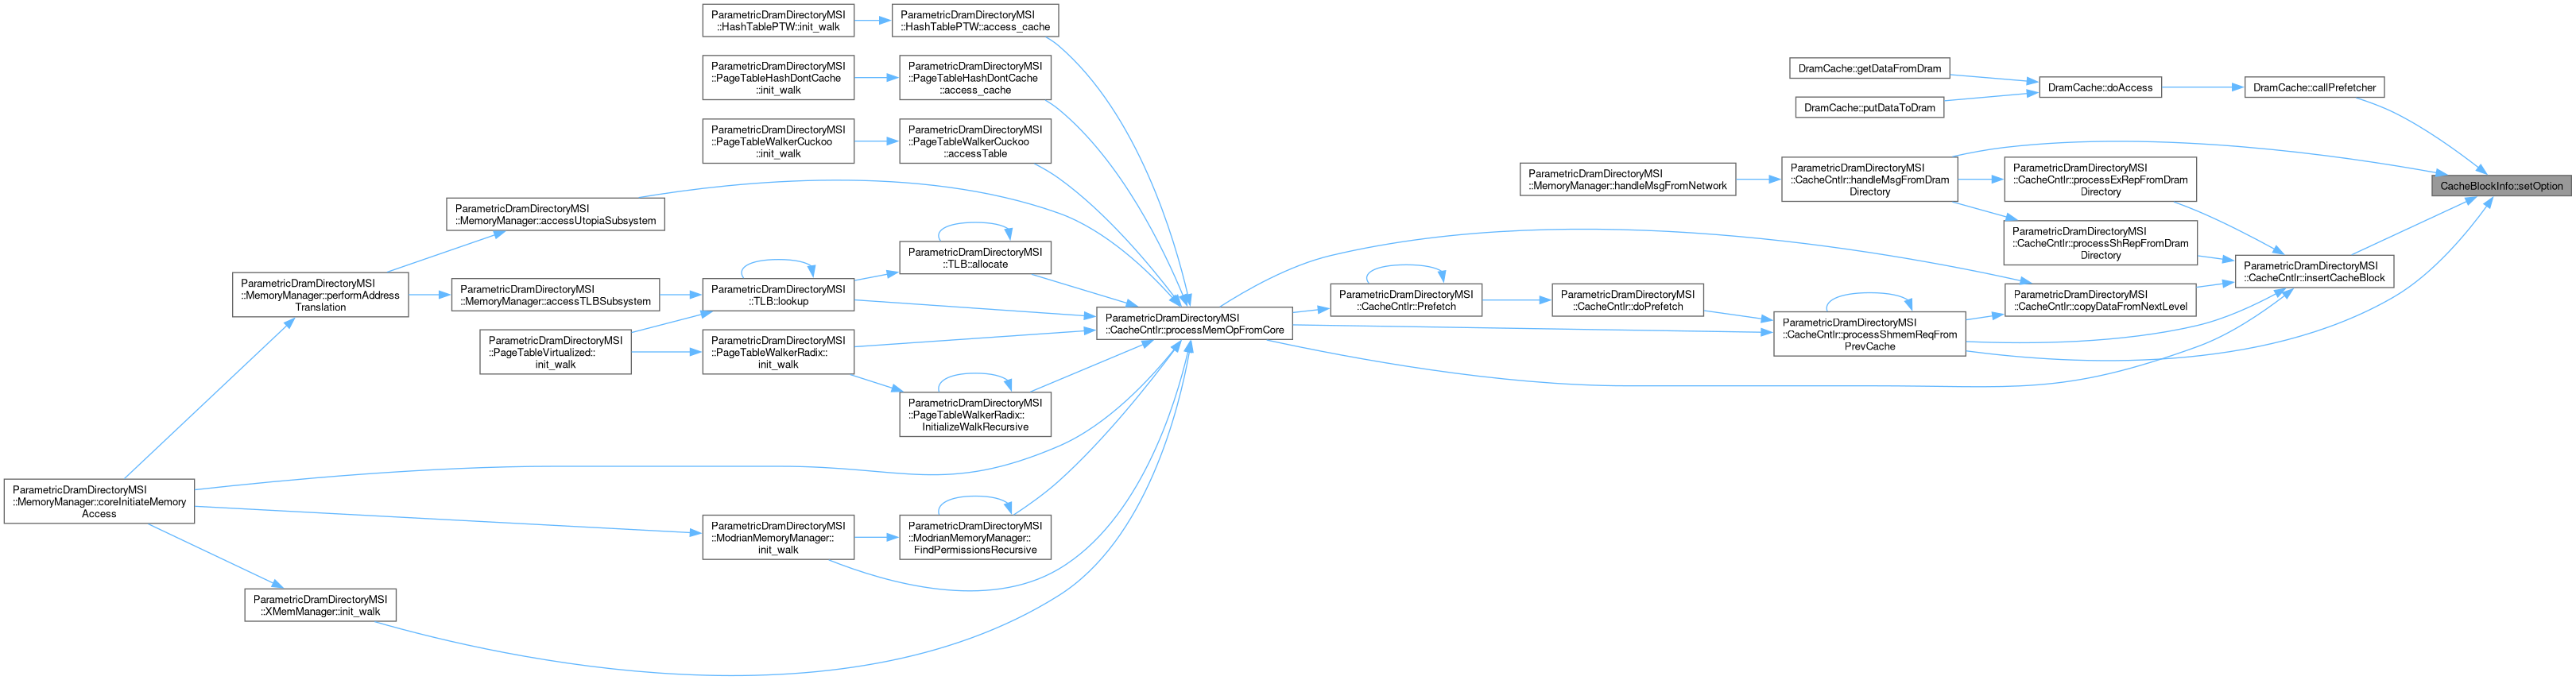 ParametricDramDirectoryMSI
::HashTablePTW::init_walk
ParametricDramDirectoryMSI
::HashTablePTW::access_cache
ParametricDramDirectoryMSI
::PageTableHashDontCache
::init_walk
ParametricDramDirectoryMSI
::PageTableHashDontCache
::access_cache
ParametricDramDirectoryMSI
::PageTableWalkerCuckoo
::init_walk
ParametricDramDirectoryMSI
::PageTableWalkerCuckoo
::accessTable
ParametricDramDirectoryMSI
::MemoryManager::accessUtopiaSubsystem
ParametricDramDirectoryMSI
::TLB::allocate
ParametricDramDirectoryMSI
::MemoryManager::performAddress
Translation
ParametricDramDirectoryMSI
::MemoryManager::accessTLBSubsystem
ParametricDramDirectoryMSI
::TLB::lookup
ParametricDramDirectoryMSI
::PageTableVirtualized::
init_walk
ParametricDramDirectoryMSI
::PageTableWalkerRadix::
init_walk
ParametricDramDirectoryMSI
::PageTableWalkerRadix::
InitializeWalkRecursive
ParametricDramDirectoryMSI
::MemoryManager::coreInitiateMemory
Access
ParametricDramDirectoryMSI
::ModrianMemoryManager::
init_walk
ParametricDramDirectoryMSI
::ModrianMemoryManager::
FindPermissionsRecursive
ParametricDramDirectoryMSI
::XMemManager::init_walk
ParametricDramDirectoryMSI
::CacheCntlr::processMemOpFromCore
ParametricDramDirectoryMSI
::CacheCntlr::Prefetch
ParametricDramDirectoryMSI
::CacheCntlr::doPrefetch
ParametricDramDirectoryMSI
::MemoryManager::handleMsgFromNetwork
DramCache::getDataFromDram
DramCache::putDataToDram
DramCache::doAccess
DramCache::callPrefetcher
ParametricDramDirectoryMSI
::CacheCntlr::handleMsgFromDram
Directory
ParametricDramDirectoryMSI
::CacheCntlr::processExRepFromDram
Directory
ParametricDramDirectoryMSI
::CacheCntlr::processShRepFromDram
Directory
ParametricDramDirectoryMSI
::CacheCntlr::copyDataFromNextLevel
ParametricDramDirectoryMSI
::CacheCntlr::processShmemReqFrom
PrevCache
ParametricDramDirectoryMSI
::CacheCntlr::insertCacheBlock
CacheBlockInfo::setOption